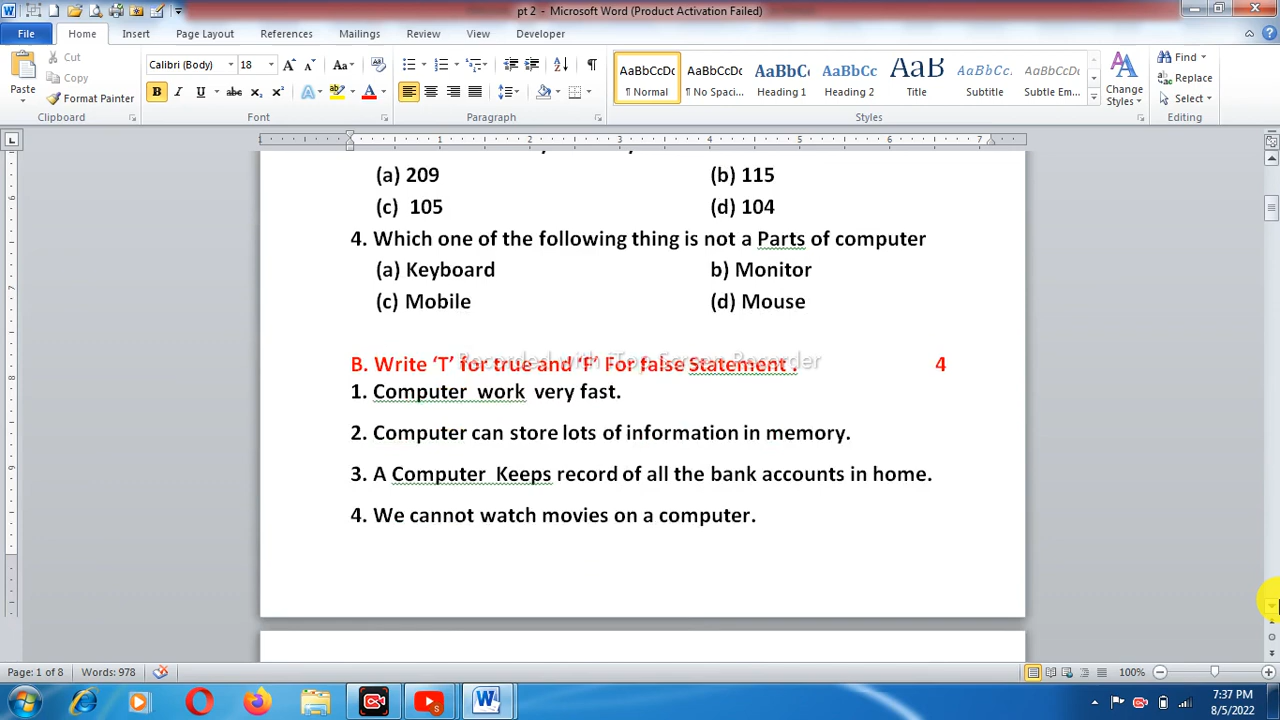 pt 2 - Microsoft Word (Product Activation Failed)
File Home Insert Page Layout References Mailings Review View Developer
Paste Cut Copy Format Painter
Calibri (Body) 18
AaBbCcDc AaBbCcDc AaBbCc AaBbCc AaB AaBbCcL AaBbCcDc
¶ Normal ¶ No Spaci... Heading 1 Heading 2 Title Subtitle Subtle Em...
Change Styles
Find Replace Select
Clipboard Font Paragraph Styles Editing
(a) 209 (b) 115
(c) 105 (d) 104
4. Which one of the following thing is not a Parts of computer
(a) Keyboard b) Monitor
(c) Mobile (d) Mouse
Recorded with iTop Screen Recorder
B. Write ‘T’ for true and ‘F’ For false Statement . 4
1. Computer work very fast.
2. Computer can store lots of information in memory.
3. A Computer Keeps record of all the bank accounts in home.
4. We cannot watch movies on a computer.
Page: 1 of 8 Words: 978 100%
7:37 PM
8/5/2022